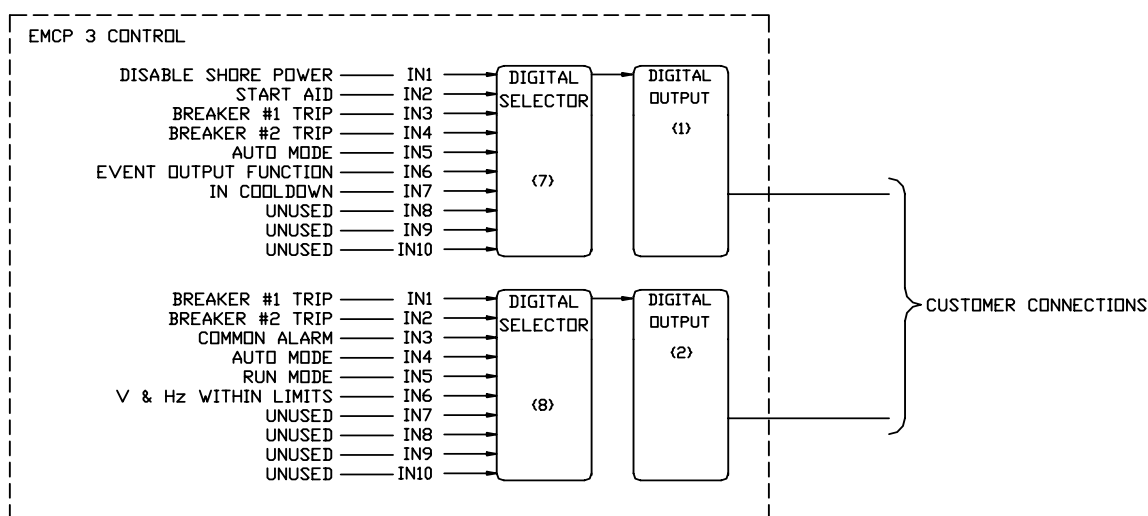 EMCP 3 CONTROL
DISABLE SHORE POWER IN1 DIGITAL DIGITAL
START AID IN2 SELECTOR OUTPUT
BREAKER #1 TRIP IN3 (1)
BREAKER #2 TRIP IN4
AUTO MODE IN5
EVENT OUTPUT FUNCTION IN6 (7)
IN COOLDOWN IN7
UNUSED IN8
UNUSED IN9
UNUSED IN10
BREAKER #1 TRIP IN1 DIGITAL DIGITAL
CUSTOMER CONNECTIONS
BREAKER #2 TRIP IN2 SELECTOR OUTPUT
COMMON ALARM IN3
AUTO MODE IN4 (2)
RUN MODE IN5
V & Hz WITHIN LIMITS IN6 (8)
UNUSED IN7
UNUSED IN8
UNUSED IN9
UNUSED IN10